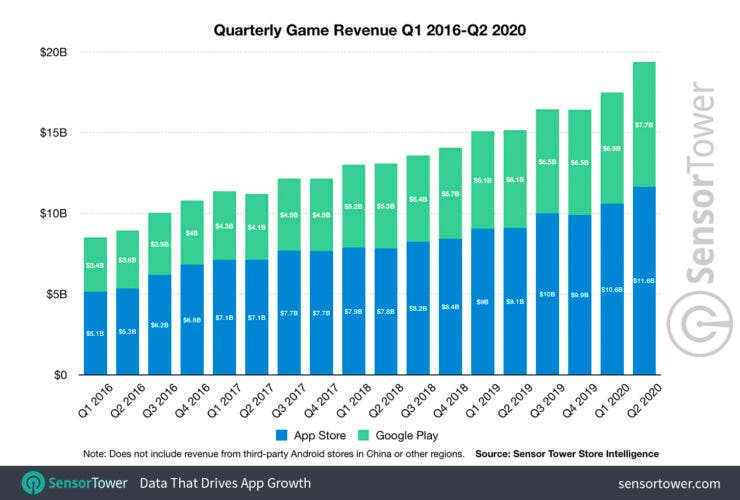 Quarterly Game Revenue Q1 2016-Q2 2020
$20B
$15B
$10B
$5B
$0
$3.4B
$3.6B
$3.9B
$4B
$4.3B
$4.1B
$4.5B
$4.5B
$5.2B
$5.3B
$5.4B
$5.7B
$6.1B
$6.1B
$6.5B
$6.5B
$6.9B
$7.7B
$5.1B
$5.3B
$6.2B
$6.8B
$7.1B
$7.1B
$7.7B
$7.7B
$7.9B
$7.8B
$8.2B
$8.4B
$9B
$9.1B
$10B
$9.9B
$10.6B
$11.6B
Q1 2016
Q2 2016
Q3 2016
Q4 2016
Q1 2017
Q2 2017
Q3 2017
Q4 2017
Q1 2018
Q2 2018
Q3 2018
Q4 2018
Q1 2019
Q2 2019
Q3 2019
Q4 2019
Q1 2020
Q2 2020
App Store
Google Play
Note: Does not include revenue from third-party Android stores in China or other regions. Source: Sensor Tower Store Intelligence
SensorTower
SensorTower Data That Drives App Growth
sensortower.com